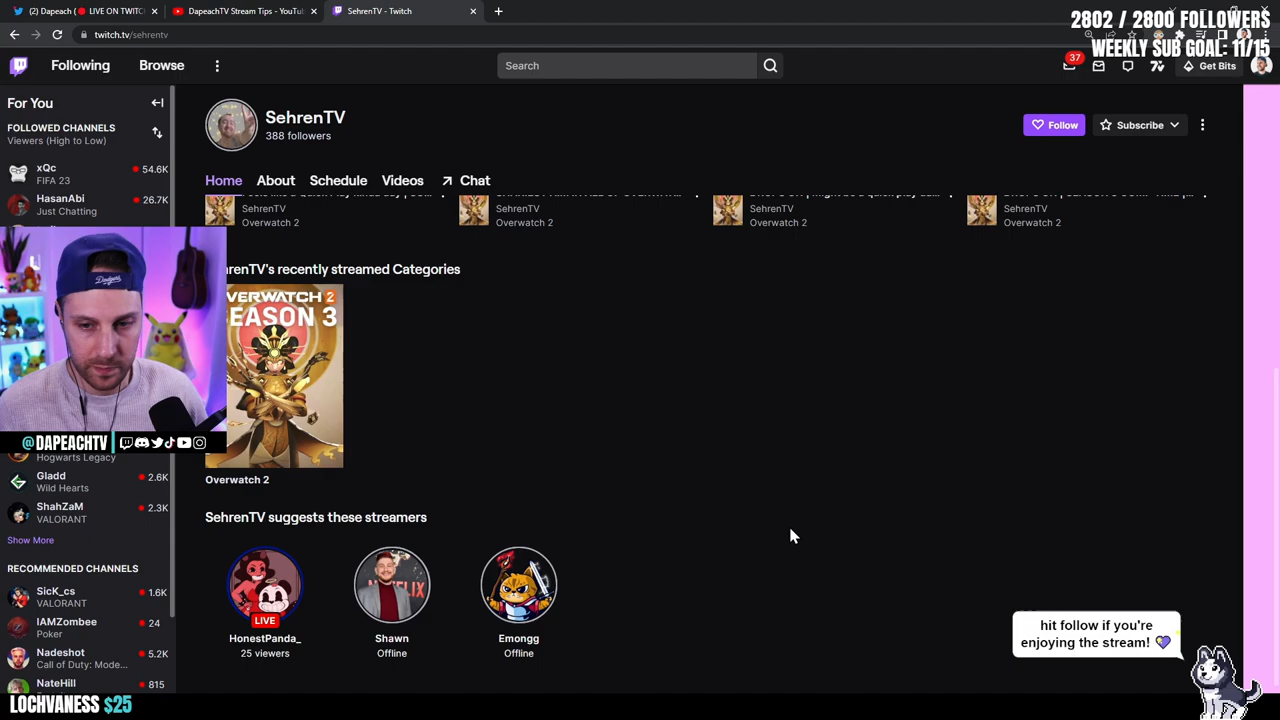 (2) Dapeach ( LIVE ON TWITC
DapeachTV Stream Tips - YouTu
SehrenTV - Twitch
twitch.tv/sehrentv
2802 / 2800 FOLLOWERS
WEEKLY SUB GOAL: 11/15
Following
Browse
Search
37
Get Bits
For You
FOLLOWED CHANNELS
Viewers (High to Low)
xQc
54.6K
FIFA 23
HasanAbi
26.7K
Just Chatting
SehrenTV
388 followers
Follow
Subscribe
Home
About
Schedule
Videos
Chat
SehrenTV
Overwatch 2
SehrenTV
Overwatch 2
SehrenTV
Overwatch 2
SehrenTV
Overwatch 2
hrenTV's recently streamed Categories
VERWATCH 2
EASON 3
Overwatch 2
Dodgers
@DAPEACHTV
Hogwarts Legacy
Gladd
2.6K
Wild Hearts
ShahZaM
2.3K
VALORANT
Show More
RECOMMENDED CHANNELS
SicK_cs
1.6K
VALORANT
IAMZombee
24
Poker
Nadeshot
5.2K
Call of Duty: Mode...
NateHill
815
SehrenTV suggests these streamers
LIVE
HonestPanda_
25 viewers
NETFLIX
Shawn
Offline
Emongg
Offline
hit follow if you're
enjoying the stream!
LOCHVANESS $25